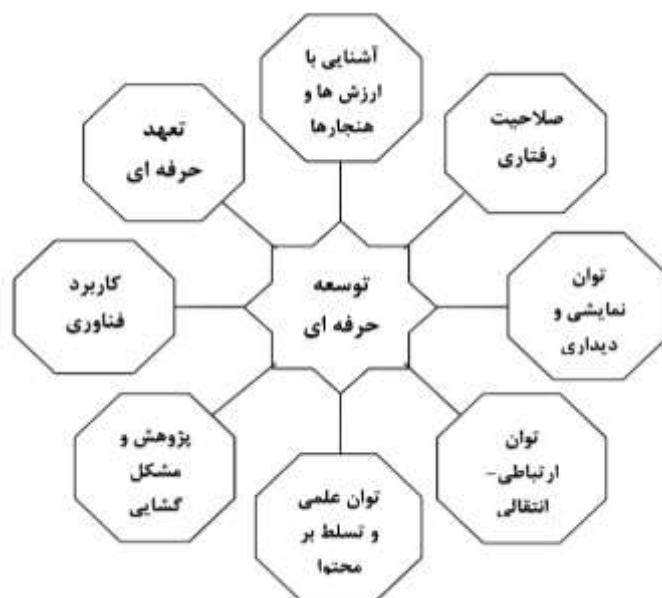 آشنایی با
ارزش ها و
هنجارها
صلاحیت
رفتاری
تعهد
حرفه ای
توان
نمایشی و
دیداری
توسعه
حرفه ای
کاربرد
فناوری
توان
ارتباطی-
انتقالی
پژوهش و
مشکل
گشایی
توان علمی
و تسلط بر
محتوا